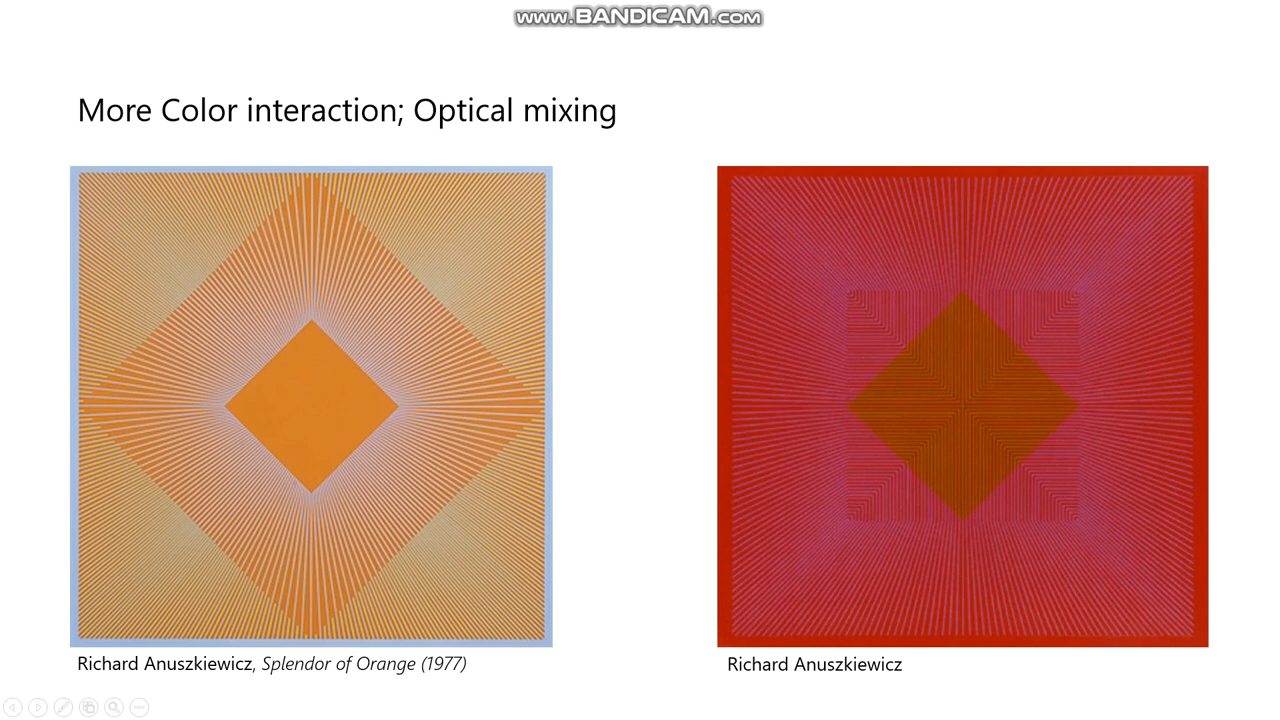 www.BANDICAM.com
More Color interaction; Optical mixing
Richard Anuszkiewicz, Splendor of Orange (1977)
Richard Anuszkiewicz